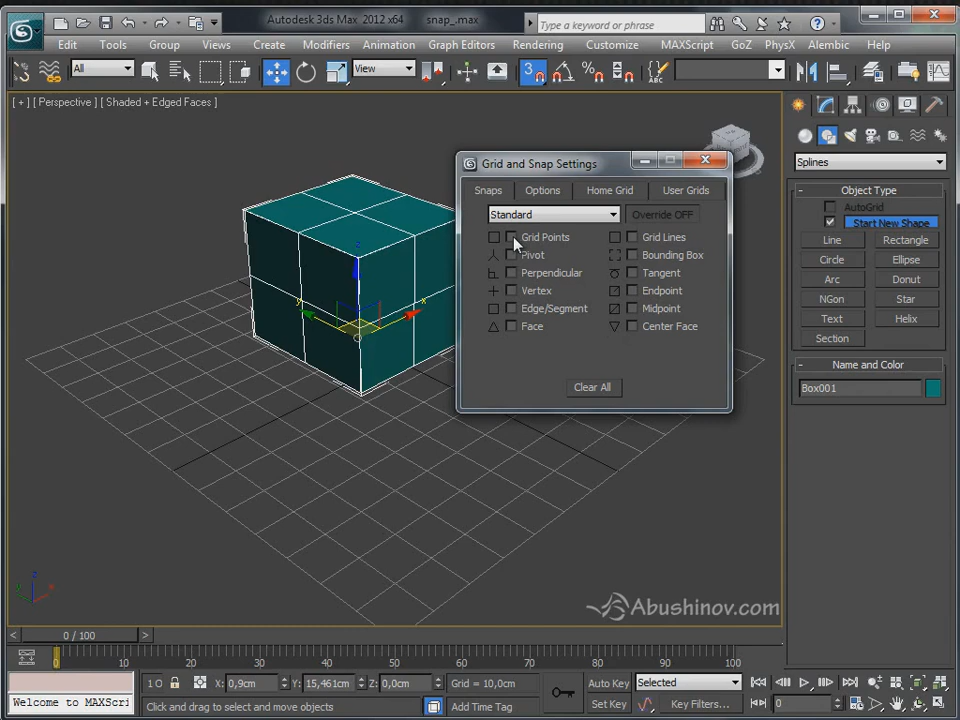 Autodesk 3ds Max 2012 x64 snap_.max
Type a keyword or phrase
Edit Tools Group Views Create Modifiers Animation Graph Editors Rendering Customize MAXScript GoZ PhysX Alembic Help
All View 3 ABC
[ + ] [ Perspective ] [ Shaded + Edged Faces ]
Grid and Snap Settings
Snaps Options Home Grid User Grids
Standard Override OFF
Grid Points Grid Lines
Pivot Bounding Box
Perpendicular Tangent
Vertex Endpoint
Edge/Segment Midpoint
Face Center Face
Clear All
Splines
Object Type
AutoGrid
Start New Shape
Line Rectangle
Circle Ellipse
Arc Donut
NGon Star
Text Helix
Section
Name and Color
Box001
z
y x
z
Abushinov.com
0 / 100
0 10 20 30 40 50 60 70 80 90 100
1 O X: 0,9cm Y: 15,461cm Z: 0,0cm Grid = 10,0cm Auto Key Selected
Welcome to MAXScri Click and drag to select and move objects Add Time Tag Set Key Key Filters... 0